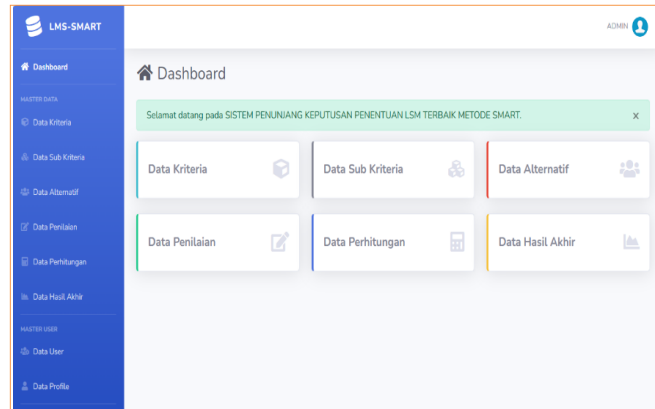 LMS-SMART
ADMIN
Dashboard
MASTER DATA
Data Kriteria
Data Sub Kriteria
Data Alternatif
Data Penilaian
Data Perhitungan
Data Hasil Akhir
MASTER USER
Data User
Data Profile
Dashboard
Selamat datang pada SISTEM PENUNJANG KEPUTUSAN PENENTUAN LSM TERBAIK METODE SMART.
X
Data Kriteria
Data Sub Kriteria
Data Alternatif
Data Penilaian
Data Perhitungan
Data Hasil Akhir